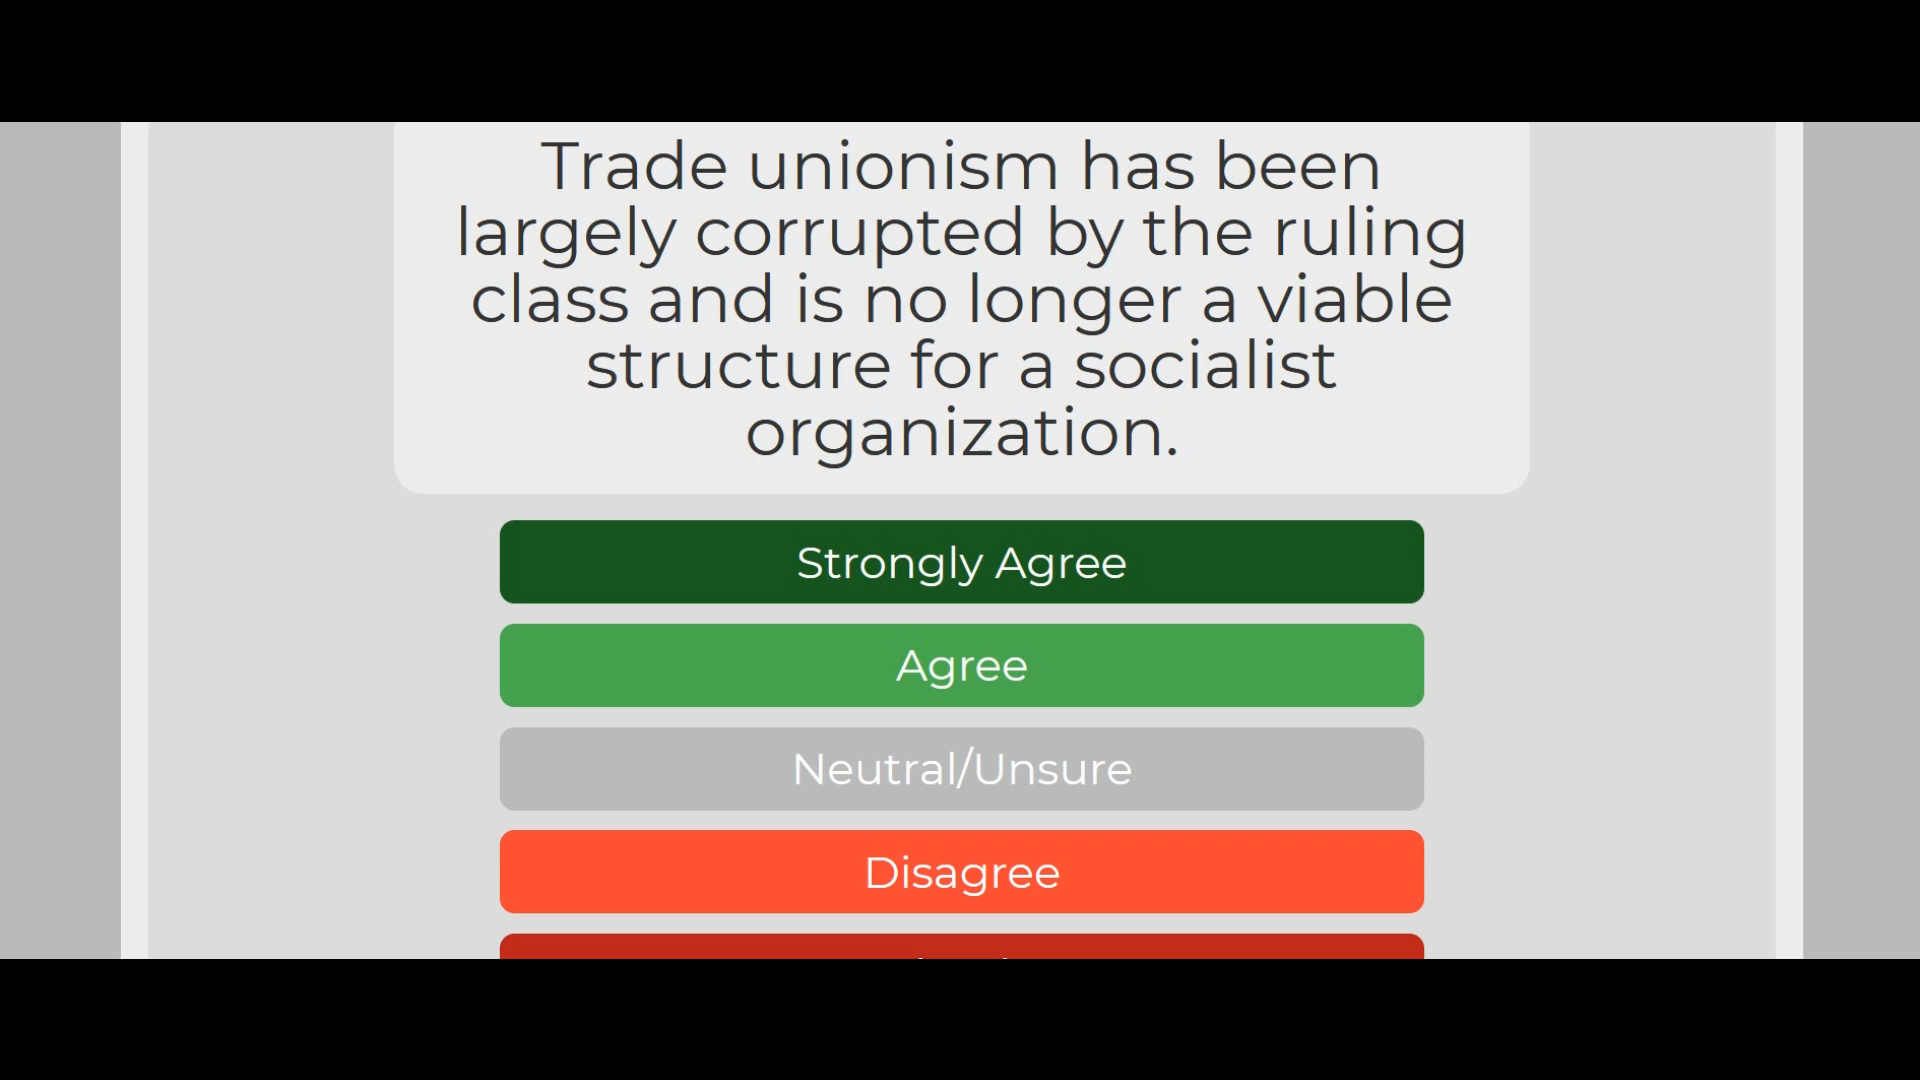 Trade unionism has been
largely corrupted by the ruling
class and is no longer a viable
structure for a socialist
organization.
Strongly Agree
Agree
Neutral/Unsure
Disagree